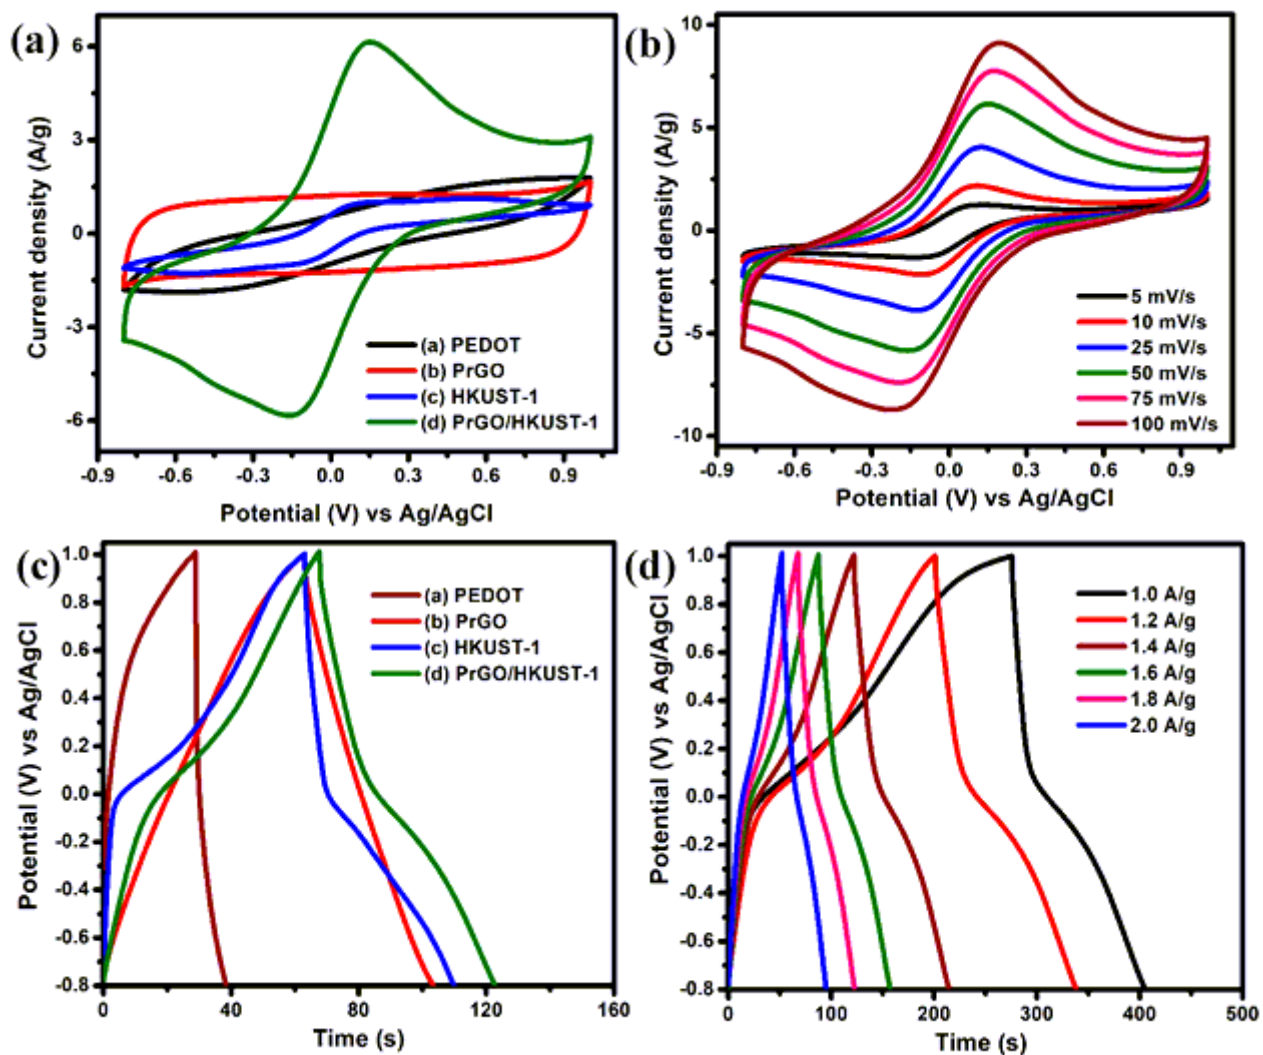 (a)
6
3
0
-3
-6
Current density (A/g)
(a) PEDOT
(b) PrGO
(c) HKUST-1
(d) PrGO/HKUST-1
-0.9 -0.6 -0.3 0.0 0.3 0.6 0.9
Potential (V) vs Ag/AgCl
(b)
10
5
0
-5
-10
Current density (A/g)
5 mV/s
10 mV/s
25 mV/s
50 mV/s
75 mV/s
100 mV/s
-0.9 -0.6 -0.3 0.0 0.3 0.6 0.9
Potential (V) vs Ag/AgCl
(c)
1.0
0.8
0.6
0.4
0.2
0.0
-0.2
-0.4
-0.6
-0.8
Potential (V) vs Ag/AgCl
(a) PEDOT
(b) PrGO
(c) HKUST-1
(d) PrGO/HKUST-1
0 40 80 120 160
Time (s)
(d)
1.0
0.8
0.6
0.4
0.2
0.0
-0.2
-0.4
-0.6
-0.8
Potential (V) vs Ag/AgCl
1.0 A/g
1.2 A/g
1.4 A/g
1.6 A/g
1.8 A/g
2.0 A/g
0 100 200 300 400 500
Time (s)